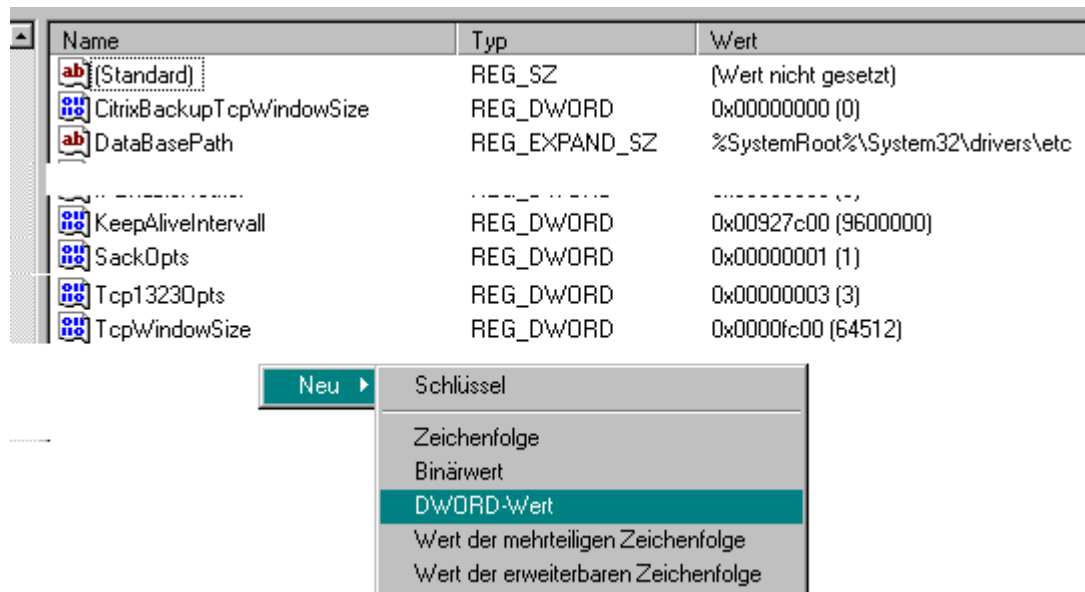 Name Typ Wert
(Standard) REG_SZ (Wert nicht gesetzt)
CitrixBackupTcpWindowSize REG_DWORD 0x00000000 (0)
DataBasePath REG_EXPAND_SZ %SystemRoot%\System32\drivers\etc
KeepAliveIntervall REG_DWORD 0x00927c00 (9600000)
SackOpts REG_DWORD 0x00000001 (1)
Tcp1323Opts REG_DWORD 0x00000003 (3)
TcpWindowSize REG_DWORD 0x0000fc00 (64512)
Neu
Schlüssel
Zeichenfolge
Binärwert
DWORD-Wert
Wert der mehrteiligen Zeichenfolge
Wert der erweiterbaren Zeichenfolge